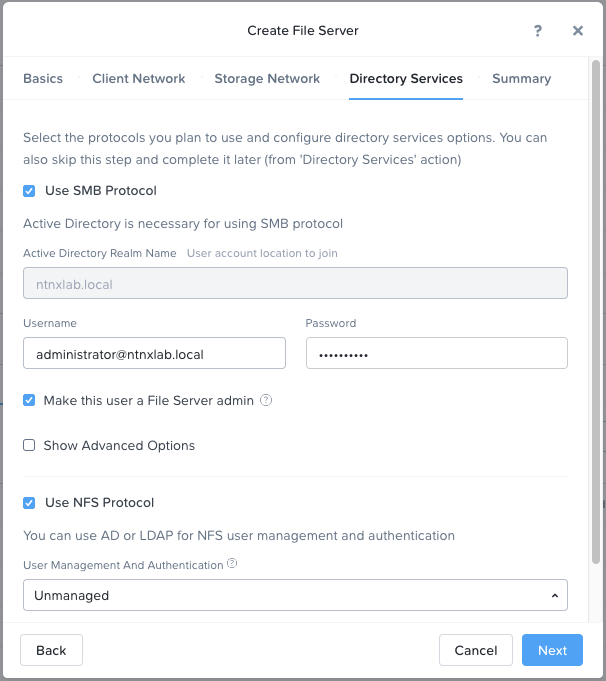 Create File Server ? ×
Basics Client Network Storage Network Directory Services Summary
Select the protocols you plan to use and configure directory services options. You can
also skip this step and complete it later (from 'Directory Services' action)
Use SMB Protocol
Active Directory is necessary for using SMB protocol
Active Directory Realm Name User account location to join
ntnxlab.local
Username Password
administrator@ntnxlab.local ••••••••••
Make this user a File Server admin ?
Show Advanced Options
Use NFS Protocol
You can use AD or LDAP for NFS user management and authentication
User Management And Authentication ?
Unmanaged
Back Cancel Next